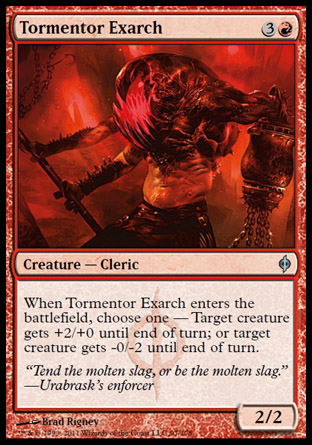 Tormentor Exarch 3
Creature — Cleric
When Tormentor Exarch enters the
battlefield, choose one — Target creature
gets +2/+0 until end of turn; or target
creature gets -0/-2 until end of turn.
“Tend the molten slag, or be the molten slag.”
—Urabrask's enforcer
Brad Rigney
2/2